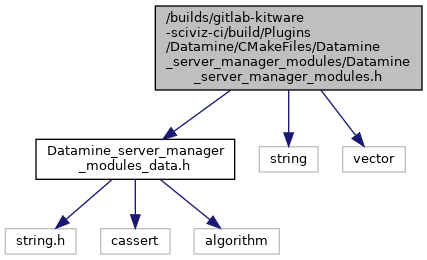 /builds/gitlab-kitware
-sciviz-ci/build/Plugins
/Datamine/CMakeFiles/Datamine
_server_manager_modules/Datamine
_server_manager_modules.h
Datamine_server_manager
_modules_data.h
string
vector
string.h
cassert
algorithm